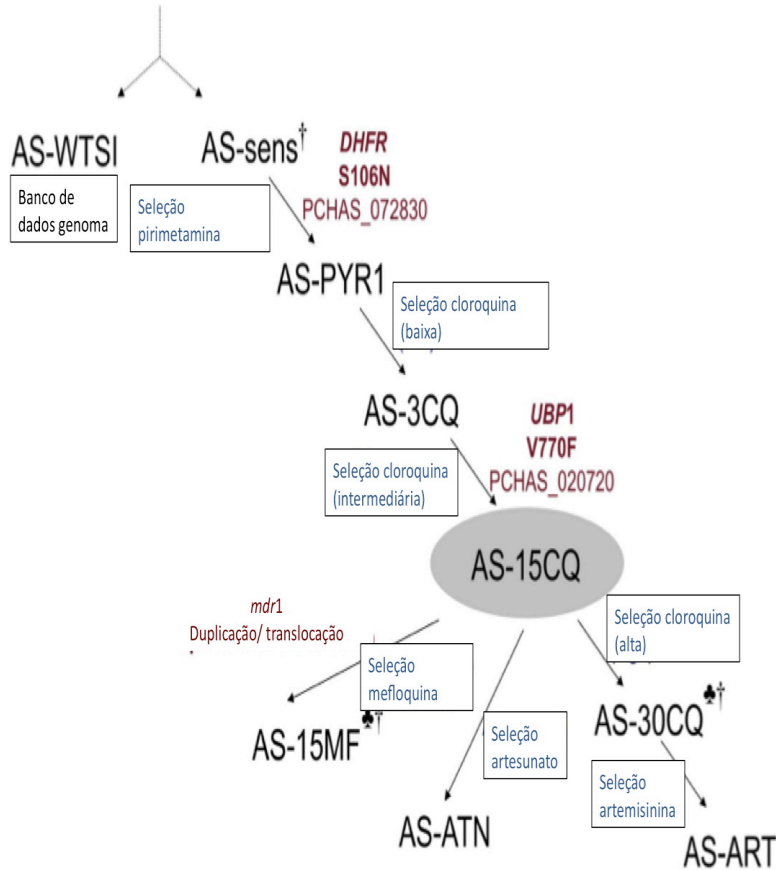 AS-WTSI
AS-sens†
DHFR
S106N
PCHAS_072830
Banco de
dados genoma
Seleção
pirimetamina
AS-PYR1
Seleção cloroquina
(baixa)
AS-3CQ
UBP1
V770F
PCHAS_020720
Seleção cloroquina
(intermediária)
AS-15CQ
mdr1
Duplicação/ translocação
Seleção cloroquina
(alta)
Seleção
mefloquina
AS-15MF♣†
AS-30CQ♣†
Seleção
artesunato
Seleção
artemisinina
AS-ATN
AS-ART